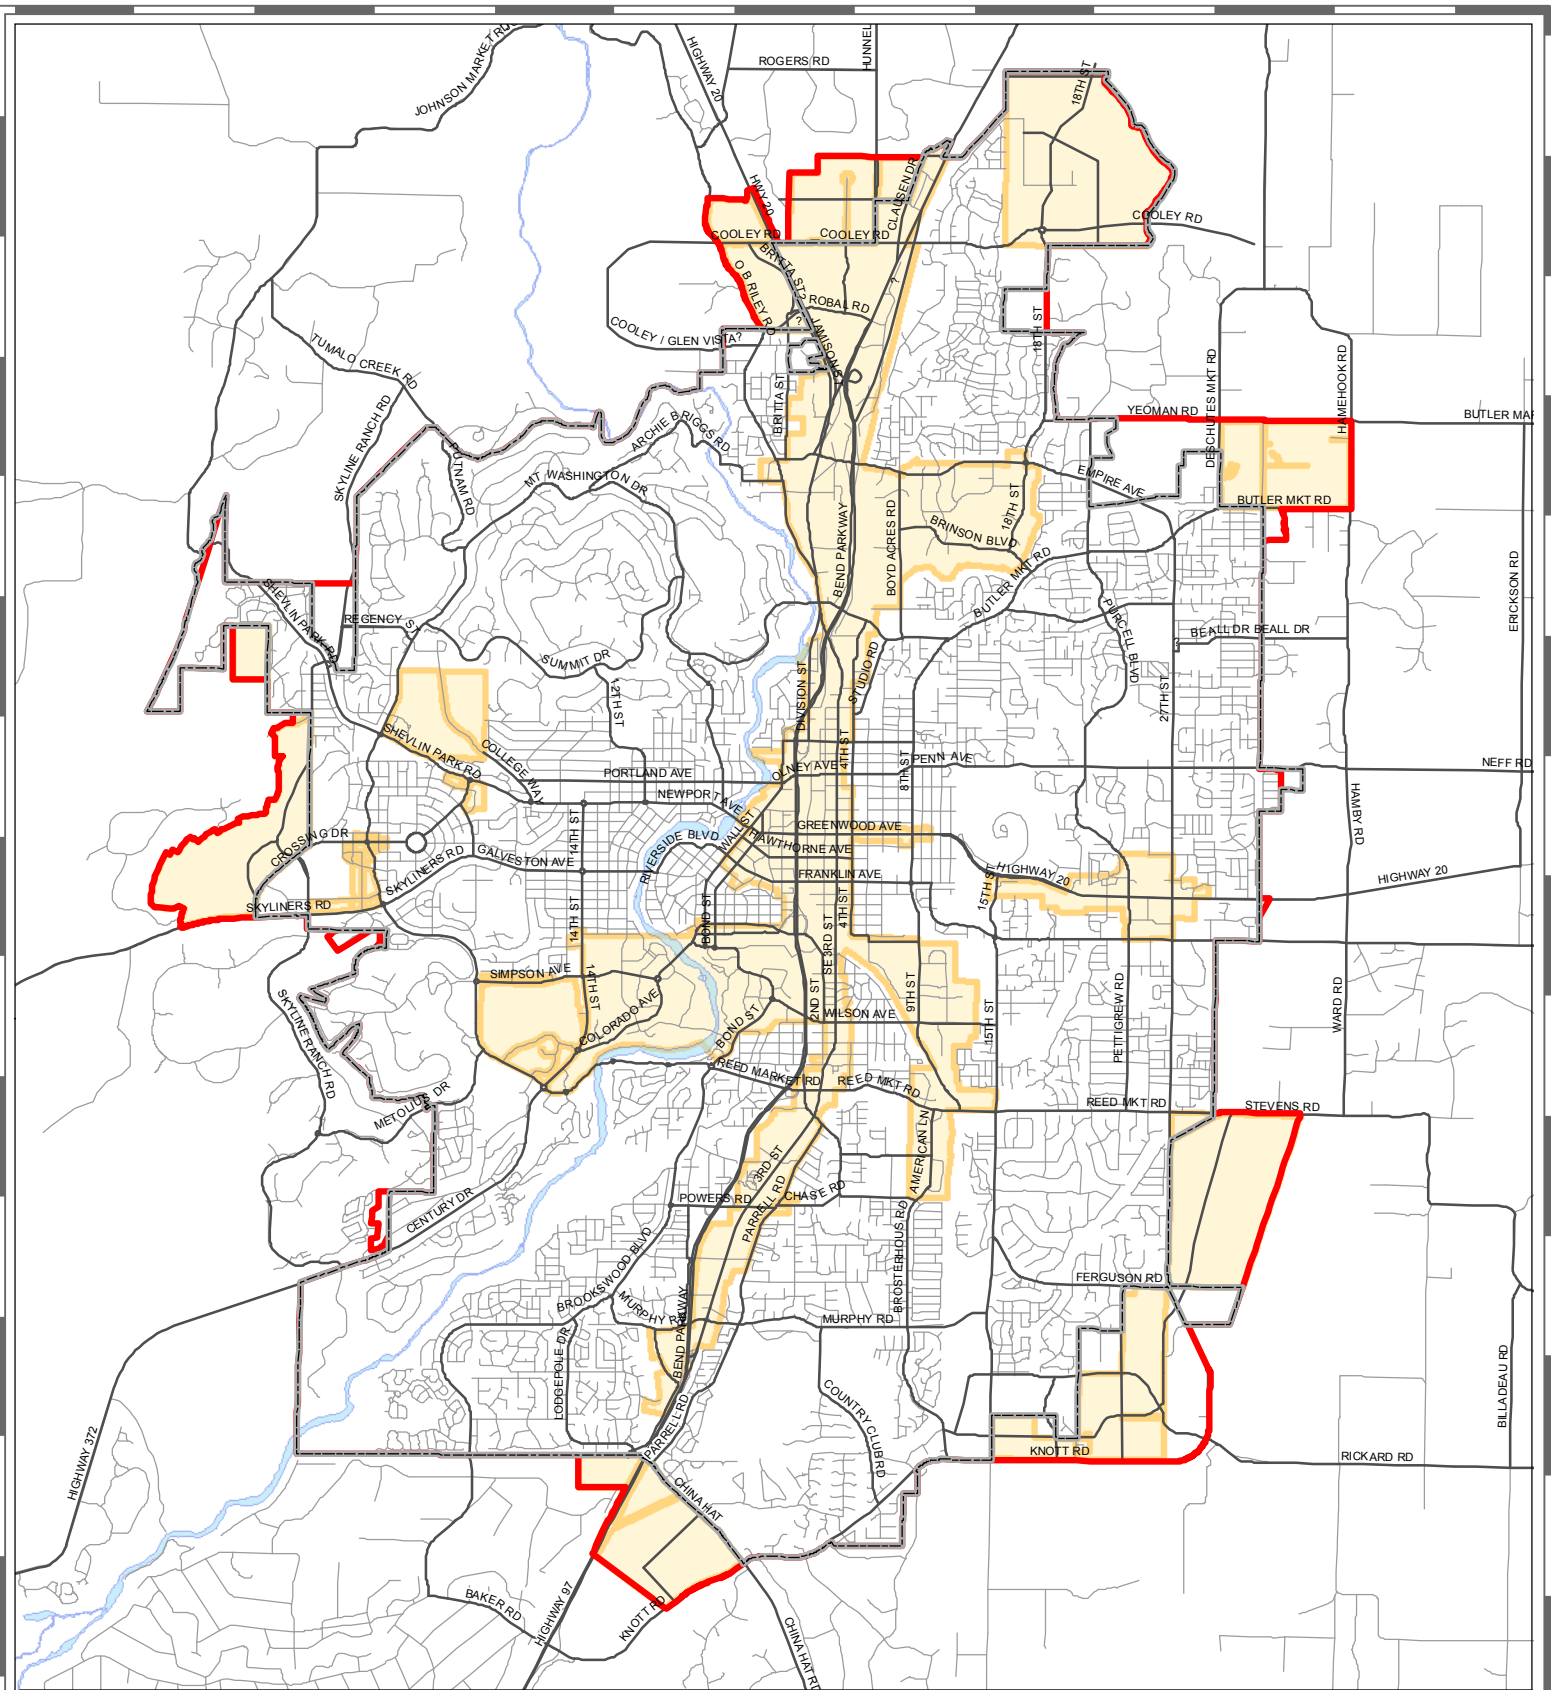 JOHNSON MARKET RD
HIGHWAY 20
ROGERS RD
HUNNEL
18TH ST
HWY 20
CLAUSEN DR
COOLEY RD
COOLEY RD
COOLEY RD
BRITTA ST?
O B RILEY RD
ROBAL RD
?
?
JAMISON ST
COOLEY / GLEN VISTA?
18TH ST
TUMALO CREEK RD
SKYLINE RANCH RD
BRITTA ST
DESCHUTES MKT RD
HAMEHOOK RD
YEOMAN RD
BUTLER MAR
ARCHIE BRIGGS RD
PUTNAM RD
MT WASHINGTON DR
EMPIRE AVE
BUTLER MKT RD
18TH ST
BRINSON BLVD
BEND PARKWAY
BOYD ACRES RD
BUTLER MKT RD
ERICKSON RD
SHEVLIN PARK RD
REGENCY ST
PURCELL BLVD
BEALL DR
BEALL DR
SUMMIT DR
STUDIO RD
12TH ST
DIVISION ST
27TH ST
SHEVLIN PARK RD
COLLEGE WAY
4TH ST
8TH ST
PENN AVE
NEFF RD
PORTLAND AVE
OLNEY AVE
NEWPORT AVE
HAMBY RD
CROSSING DR
14TH ST
RIVERSIDE BLVD
WALL ST
GREENWOOD AVE
HAWTHORNE AVE
GALVESTON AVE
SKYLINERS RD
FRANKLIN AVE
HIGHWAY 20
HIGHWAY 20
15TH ST
SKYLINERS RD
14TH ST
BOND ST
4TH ST
SE 3RD ST
SIMPSON AVE
14TH ST
COLORADO AVE
2ND ST
9TH ST
WARD RD
SKYLINE RANCH RD
BOND ST
WILSON AVE
15TH ST
PETTIGREW RD
REED MARKET RD
REED MKT RD
METOLIUS DR
REED MKT RD
STEVENS RD
AMERICAN LN
3RD ST
POWERS RD
CHASE RD
PARRELL RD
CENTURY DR
BROOKSWOOD BLVD
BROSTERHOUS RD
FERGUSON RD
MURPHY RD
MURPHY RD
BEND PARKWAY
LODGEPOLE DR
COUNTRY CLUB RD
BILLADEAU RD
PARRELL RD
KNOTT RD
RICKARD RD
HIGHWAY 372
CHINA HAT
BAKER RD
HIGHWAY 97
KNOTT RD
CHINA HAT RD